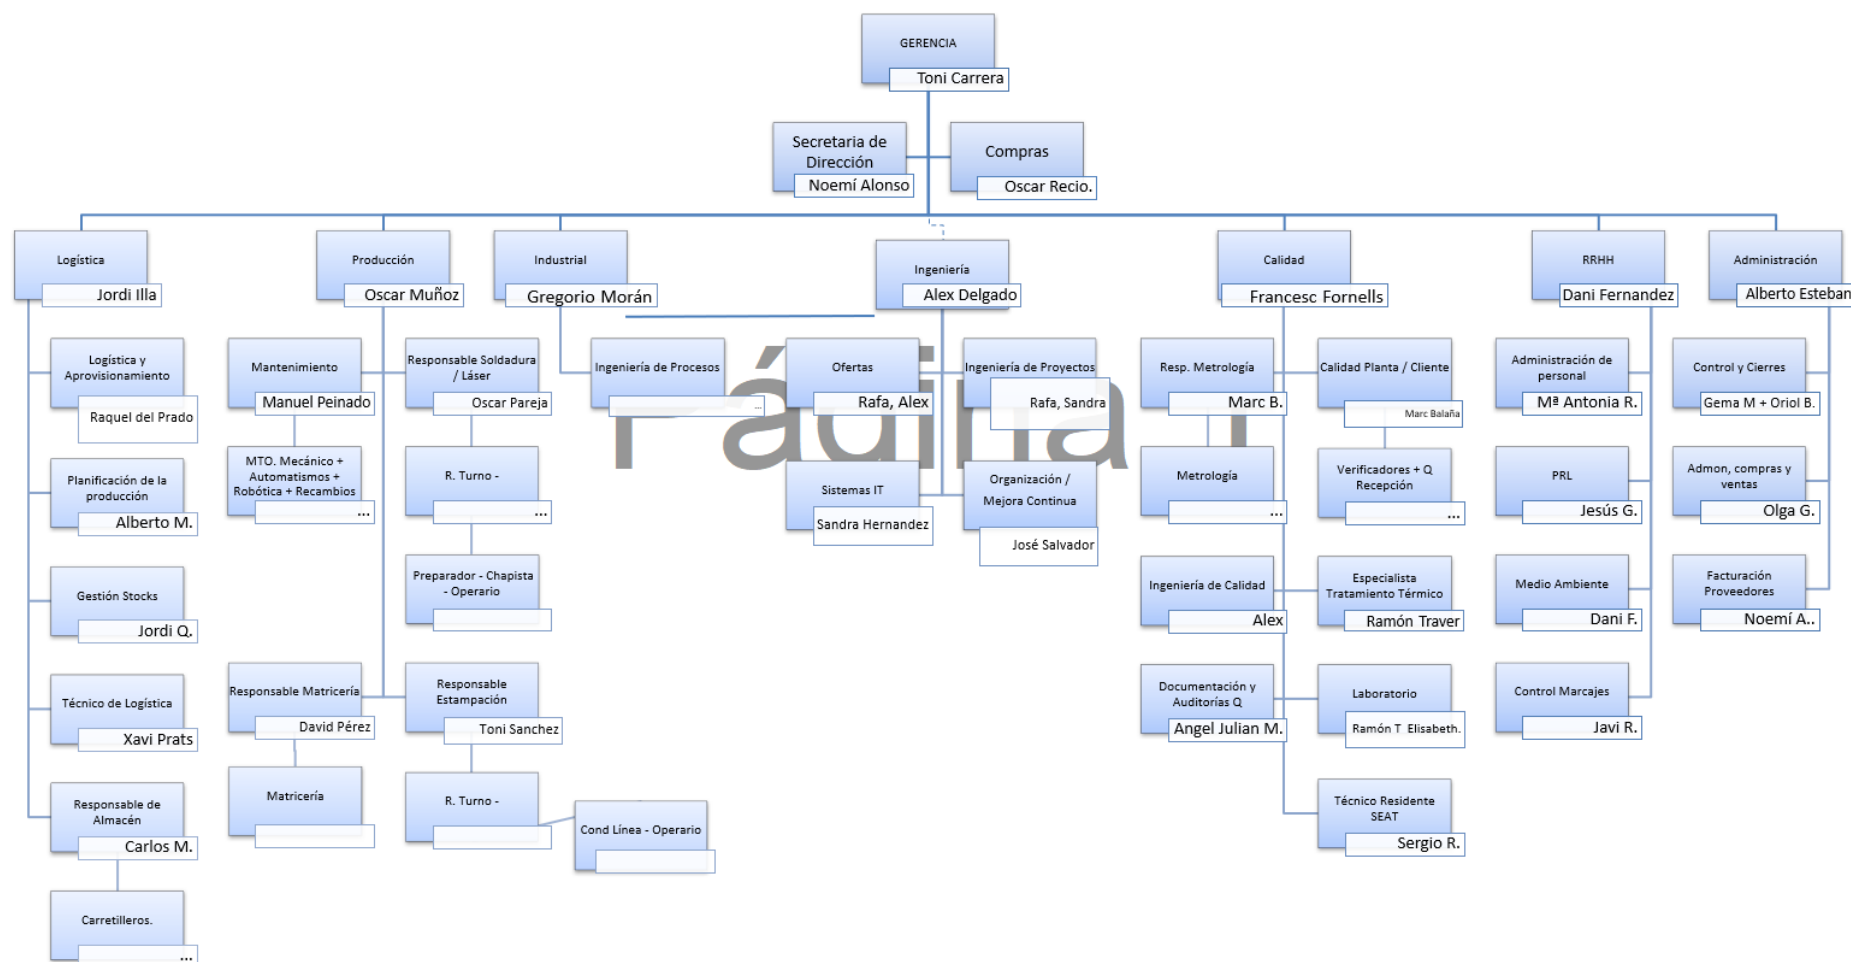 GERENCIA
Toni Carrera
Secretaria de
Dirección
Noemí Alonso
Compras
Oscar Recio.
Logística
Jordi Illa
Producción
Oscar Muñoz
Industrial
Gregorio Morán
Ingeniería
Alex Delgado
Calidad
Francesc Fornells
RRHH
Dani Fernandez
Administración
Alberto Esteban
Logística y
Aprovisionamiento
Raquel del Prado
Planificación de la
producción
Alberto M.
Gestión Stocks
Jordi Q.
Técnico de Logística
Xavi Prats
Responsable de
Almacén
Carlos M.
Carretilleros.
...
Mantenimiento
Manuel Peinado
MTO. Mecánico +
Automatismos +
Robótica + Recambios
...
Responsable Soldadura
/ Láser
Oscar Pareja
R. Turno -
...
Preparador - Chapista
- Operario
Responsable Matricería
David Pérez
Matricería
Responsable
Estampación
Toni Sanchez
R. Turno -
Cond Línea - Operario
Ingeniería de Procesos
...
Ofertas
Rafa, Alex
Ingeniería de Proyectos
Rafa, Sandra
Sistemas IT
Sandra Hernandez
Organización /
Mejora Continua
José Salvador
Página 1
Resp. Metrología
Marc B.
Metrología
...
Calidad Planta / Cliente
Marc Balaña
Verificadores + Q
Recepción
...
Ingeniería de Calidad
Alex
Especialista
Tratamiento Térmico
Ramón Traver
Documentación y
Auditorías Q
Angel Julian M.
Laboratorio
Ramón T Elisabeth.
Técnico Residente
SEAT
Sergio R.
Administración de
personal
Mª Antonia R.
PRL
Jesús G.
Medio Ambiente
Dani F.
Control Marcajes
Javi R.
Control y Cierres
Gema M + Oriol B.
Admon, compras y
ventas
Olga G.
Facturación
Proveedores
Noemí A..